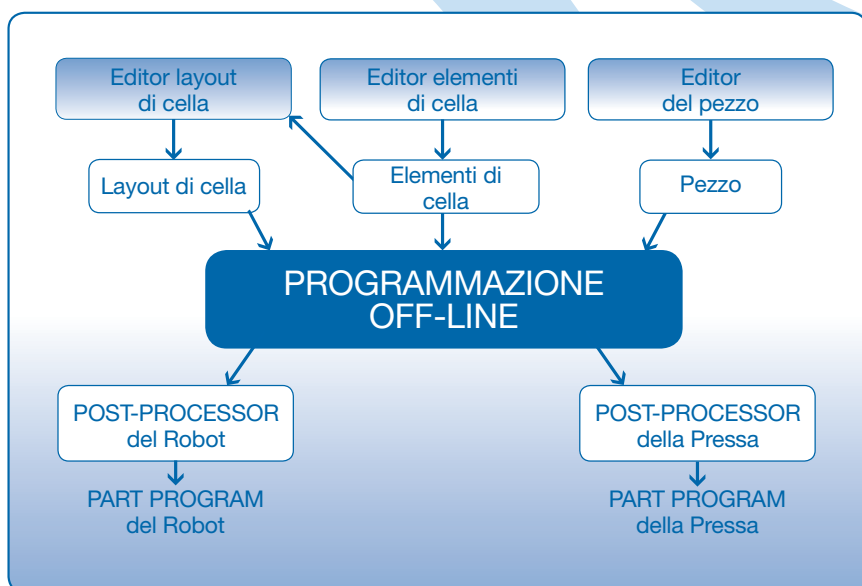 Editor layout
di cella
Editor elementi
di cella
Editor
del pezzo
Layout di cella
Elementi di
cella
Pezzo
PROGRAMMAZIONE
OFF-LINE
POST-PROCESSOR
del Robot
POST-PROCESSOR
della Pressa
PART PROGRAM
del Robot
PART PROGRAM
della Pressa